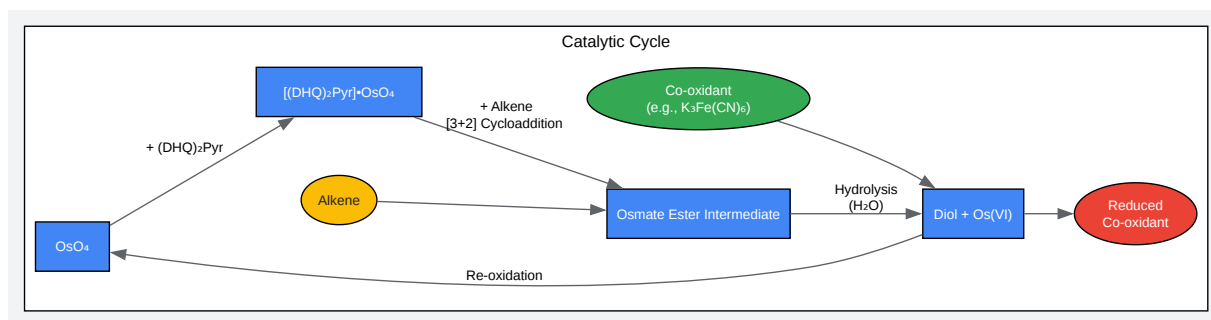 Catalytic Cycle
[(DHQ)₂Pyr]•OsO₄
Co-oxidant
(e.g., K₃Fe(CN)₆)
+ Alkene
[3+2] Cycloaddition
+ (DHQ)₂Pyr
Alkene
Osmate Ester Intermediate
Hydrolysis
(H₂O)
Diol + Os(VI)
Reduced
Co-oxidant
OsO₄
Re-oxidation